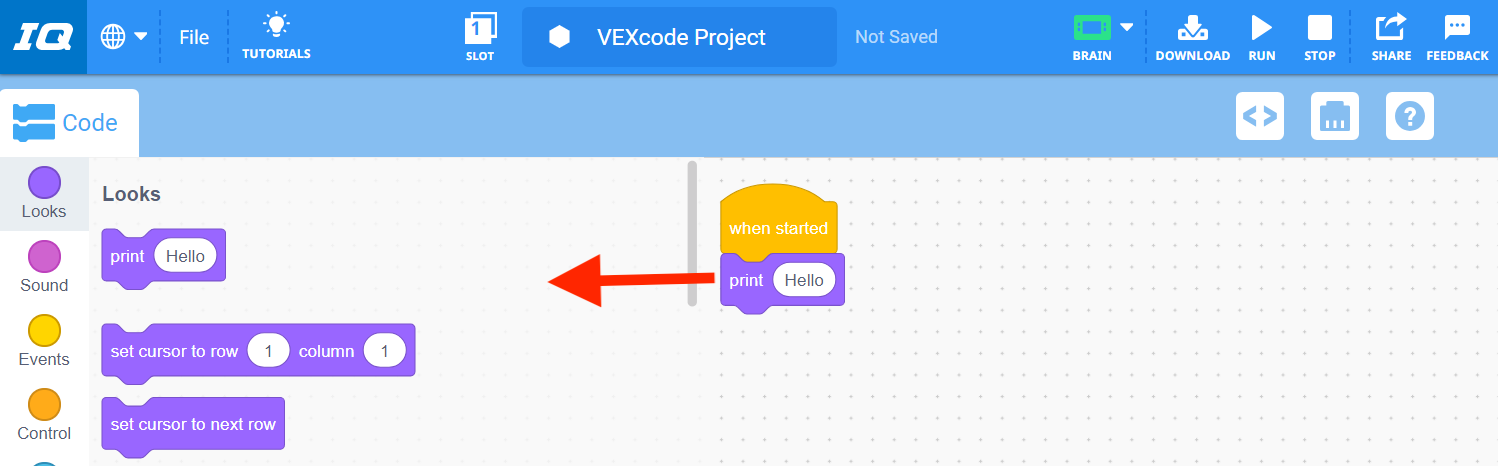 IQ
File
TUTORIALS
1
SLOT
VEXcode Project
Not Saved
BRAIN
DOWNLOAD
RUN
STOP
SHARE
FEEDBACK
Code
<>
?
Looks
Sound
Events
Control
Looks
print Hello
set cursor to row 1 column 1
set cursor to next row
when started
print Hello